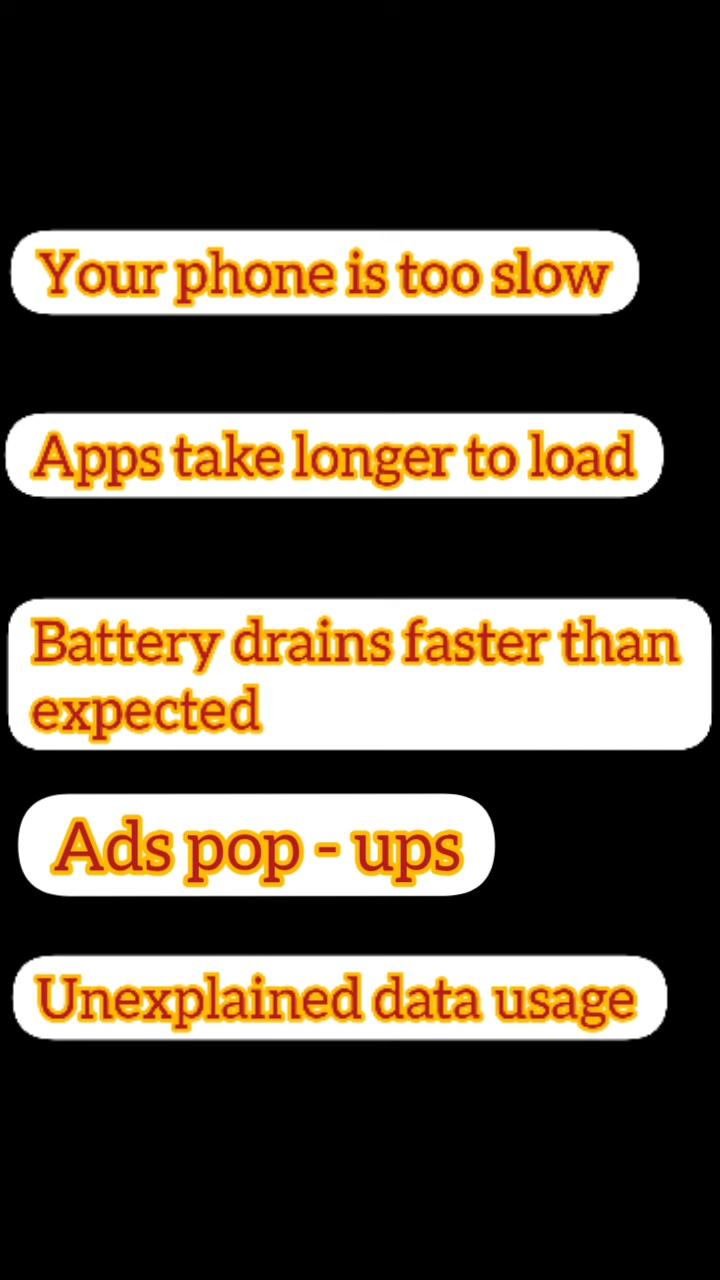 Your phone is too slow
Apps take longer to load
Battery drains faster than
expected
Ads pop - ups
Unexplained data usage